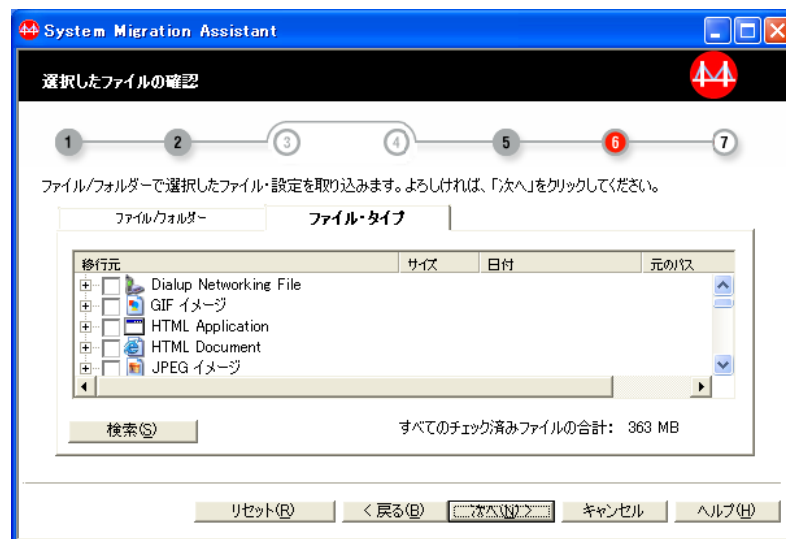 System Migration Assistant
選択したファイルの確認
1 2 3 4 5 6 7
ファイル/フォルダーで選択したファイル・設定を取り込みます。よろしければ、「次へ」をクリックしてください。
ファイル/フォルダー ファイル・タイプ
移行元 サイズ 日付 元のパス
Dialup Networking File
GIF イメージ
HTML Application
HTML Document
JPEG イメージ
検索(S) すべてのチェック済みファイルの合計: 363 MB
リセット(R) < 戻る(B) 次へ(N) > キャンセル ヘルプ(H)